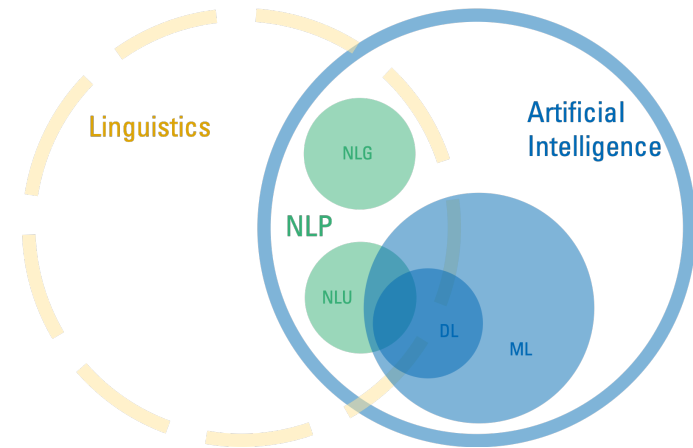 Linguistics
Artificial
Intelligence
NLG
NLP
NLU
DL
ML